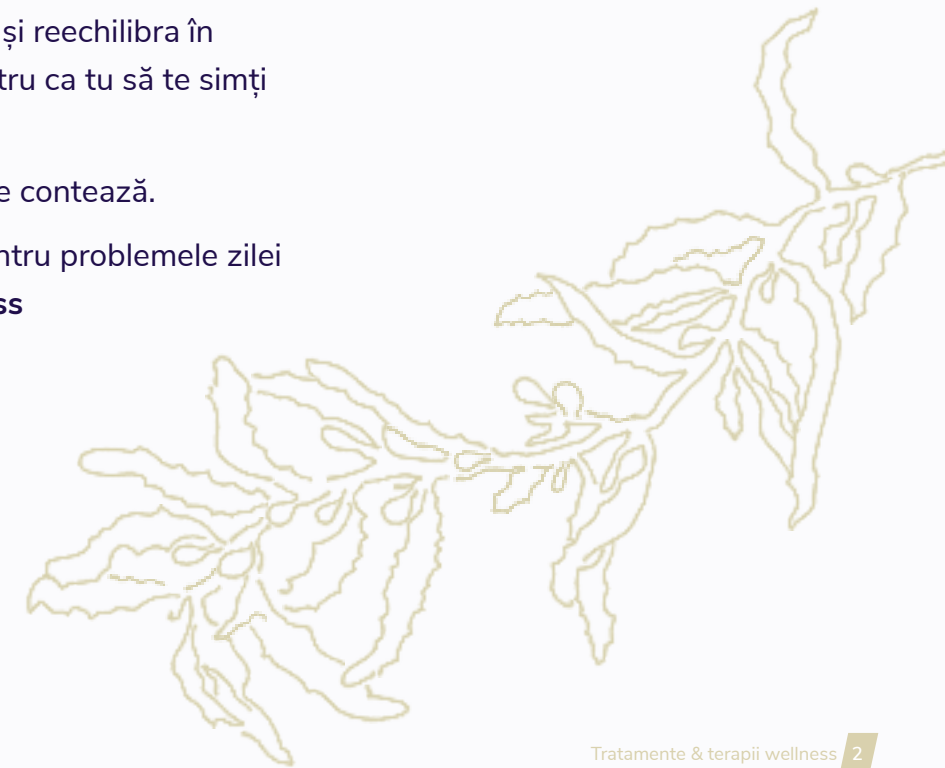 și reechilibra în
tru ca tu să te simți
e contează.
ntru problemele zilei
ss
Tratamente & terapii wellness 2